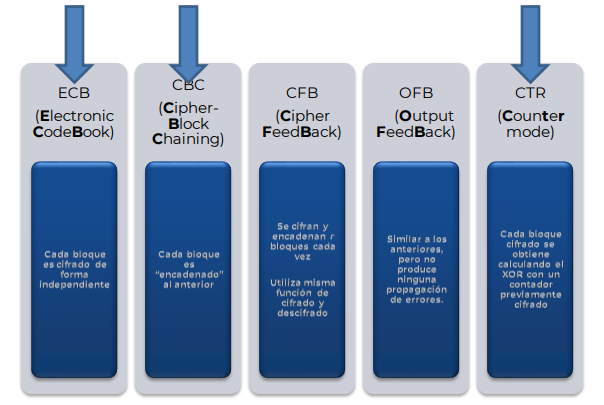 ECB
(Electronic
CodeBook)
Cada bloque
es cifrado de
forma
independiente
CBC
(Cipher-
Block
Chaining)
Cada bloque
es
"encadenado"
al anterior
CFB
(Cipher
FeedBack)
Se cifran y
encadenan r
bloques cada
vez
Utiliza misma
función de
cifrado y
descifrado
OFB
(Output
FeedBack)
Similar a los
anteriores,
pero no
produce
ninguna
propagación
de errores.
CTR
(Counter
mode)
Cada bloque
cifrado se
obtiene
calculando el
XOR con un
contador
previamente
cifrado